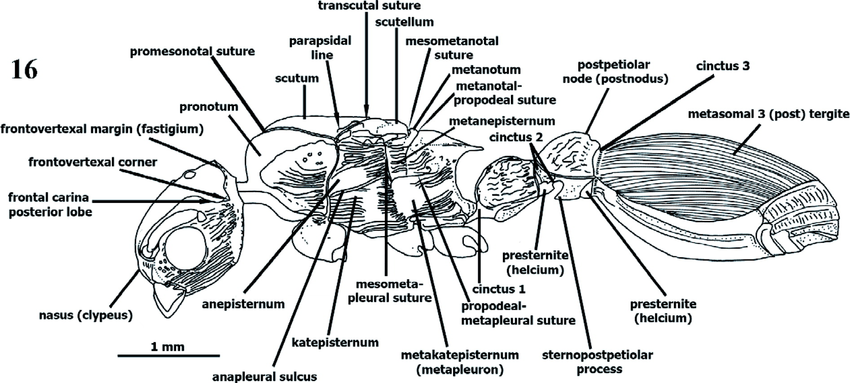 transcutal suture
scutellum
parapsidal
line
mesometanotal
suture
promesonotal suture
16
scutum
metanotum
metanotal-
propodeal suture
postpetiolar
node (postnodus)
cinctus 3
pronotum
metanepisternum
cinctus 2
metasomal 3 (post) tergite
frontovertexal margin (fastigium)
frontovertexal corner
frontal carina
posterior lobe
presternite
(helcium)
nasus (clypeus)
anepisternum
mesometa-
pleural suture
cinctus 1
propodeal-
metapleural suture
presternite
(helcium)
1 mm
katepisternum
metakatepisternum
(metapleuron)
sternopostpetiolar
process
anapleural sulcus